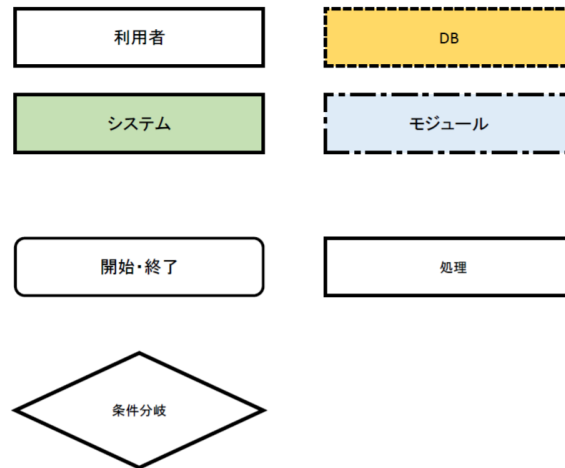 利用者
DB
システム
モジュール
開始・終了
処理
条件分岐